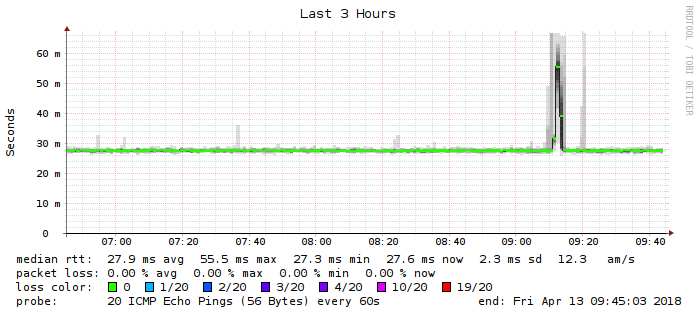 Last 3 Hours
RRDTOOL / TOBI OETIKER
Seconds
60 m
50 m
40 m
30 m
20 m
10 m
0
07:00 07:20 07:40 08:00 08:20 08:40 09:00 09:20 09:40
median rtt: 27.9 ms avg 55.5 ms max 27.3 ms min 27.6 ms now 2.3 ms sd 12.3 am/s
packet loss: 0.00 % avg 0.00 % max 0.00 % min 0.00 % now
loss color: 0 1/20 2/20 3/20 4/20 10/20 19/20
probe: 20 ICMP Echo Pings (56 Bytes) every 60s end: Fri Apr 13 09:45:03 2018